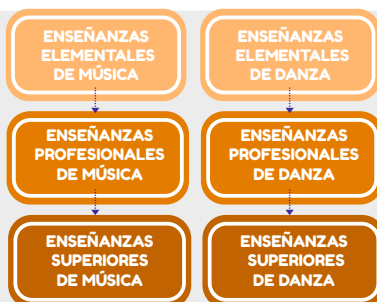 ENSEÑANZAS
ELEMENTALES
DE MÚSICA
ENSEÑANZAS
ELEMENTALES
DE DANZA
ENSEÑANZAS
PROFESIONALES
DE MÚSICA
ENSEÑANZAS
PROFESIONALES
DE DANZA
ENSEÑANZAS
SUPERIORES
DE MÚSICA
ENSEÑANZAS
SUPERIORES
DE DANZA